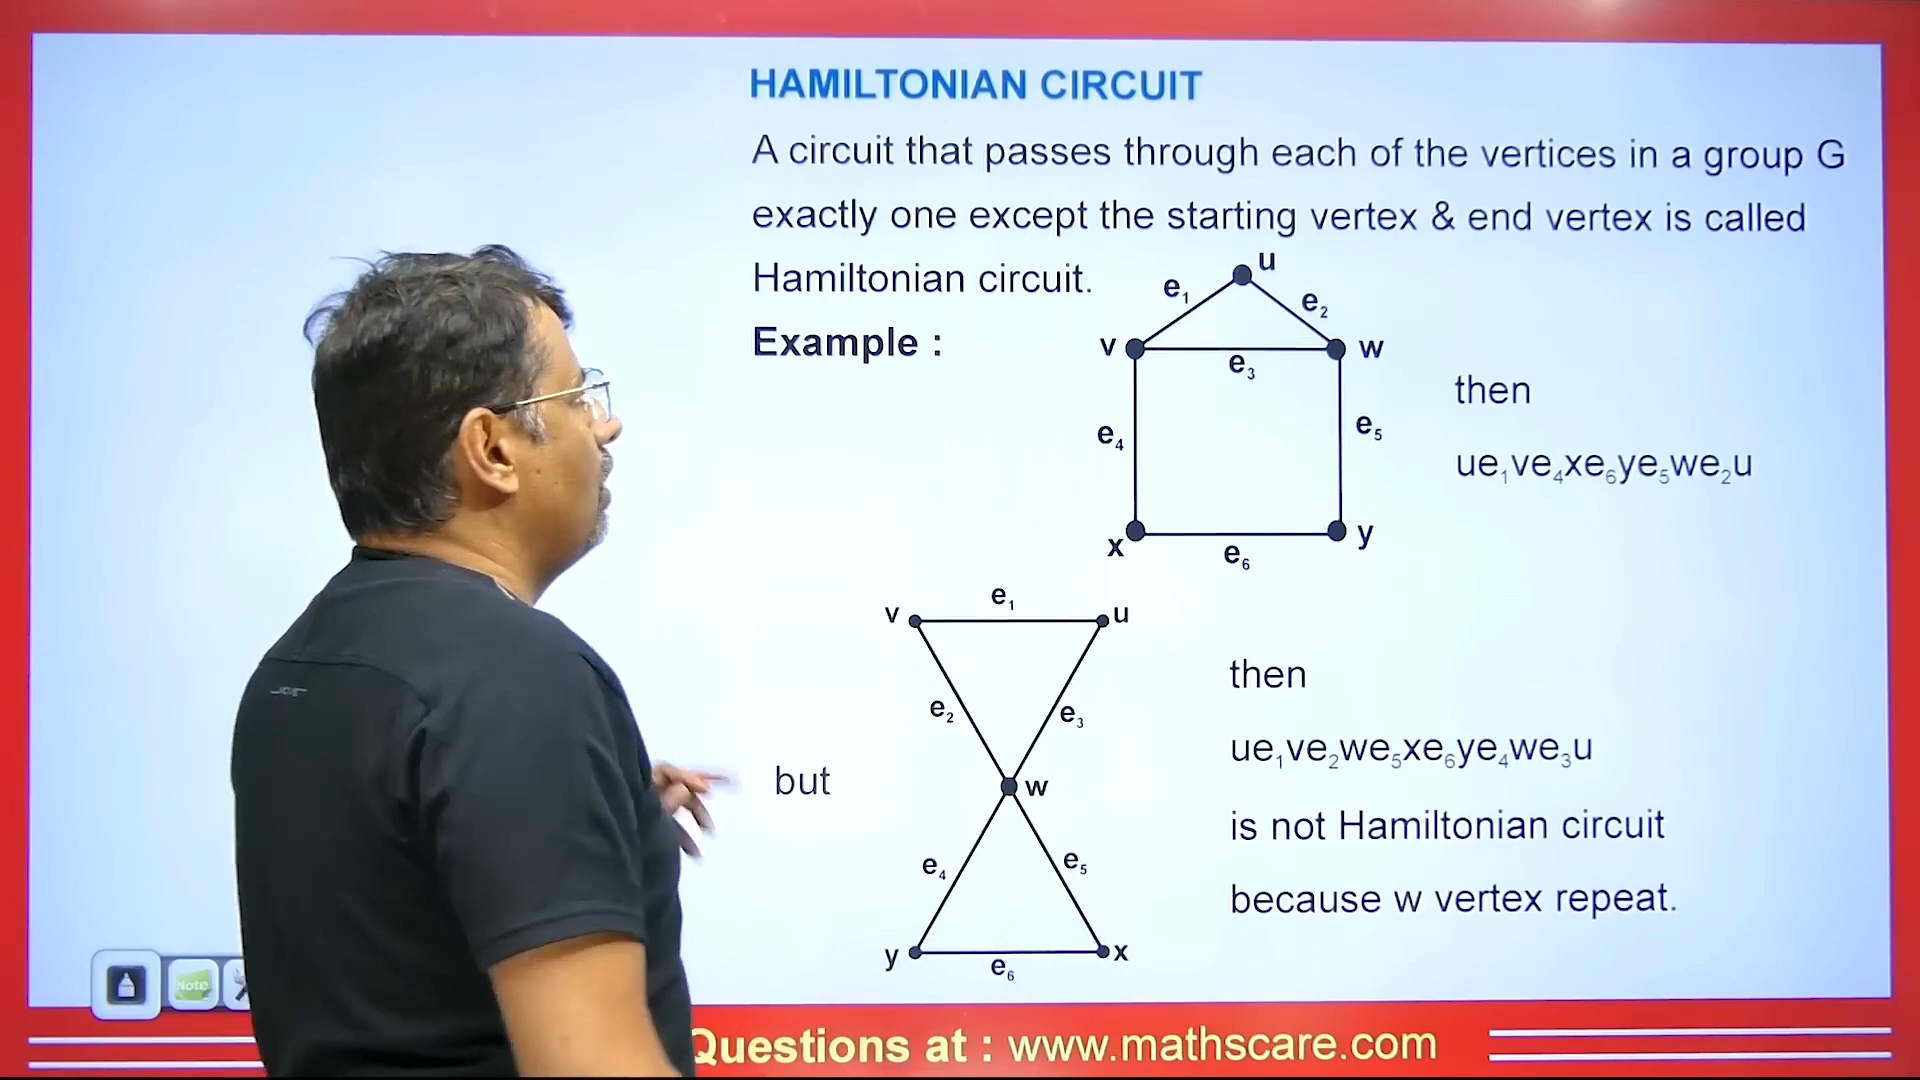 HAMILTONIAN CIRCUIT
A circuit that passes through each of the vertices in a group G
exactly one except the starting vertex & end vertex is called
Hamiltonian circuit.
Example :
u
e₁
e₂
v
w
e₃
e₄
e₅
x
y
e₆
then
ue₁ve₄xe₆ye₅we₂u
but
v
e₁
u
e₂
e₃
w
e₄
e₅
y
x
e₆
then
ue₁ve₂we₅xe₆ye₄we₃u
is not Hamiltonian circuit
because w vertex repeat.
Note
Questions at : www.mathscare.com